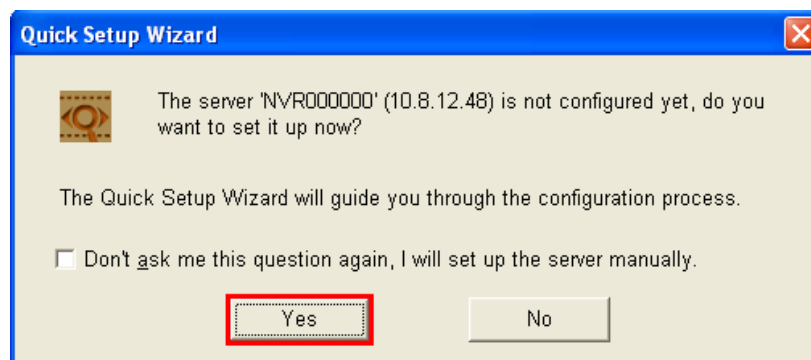 Quick Setup Wizard
The server 'NVR000000' (10.8.12.48) is not configured yet, do you
want to set it up now?
The Quick Setup Wizard will guide you through the configuration process.
Don't ask me this question again, I will set up the server manually.
Yes
No